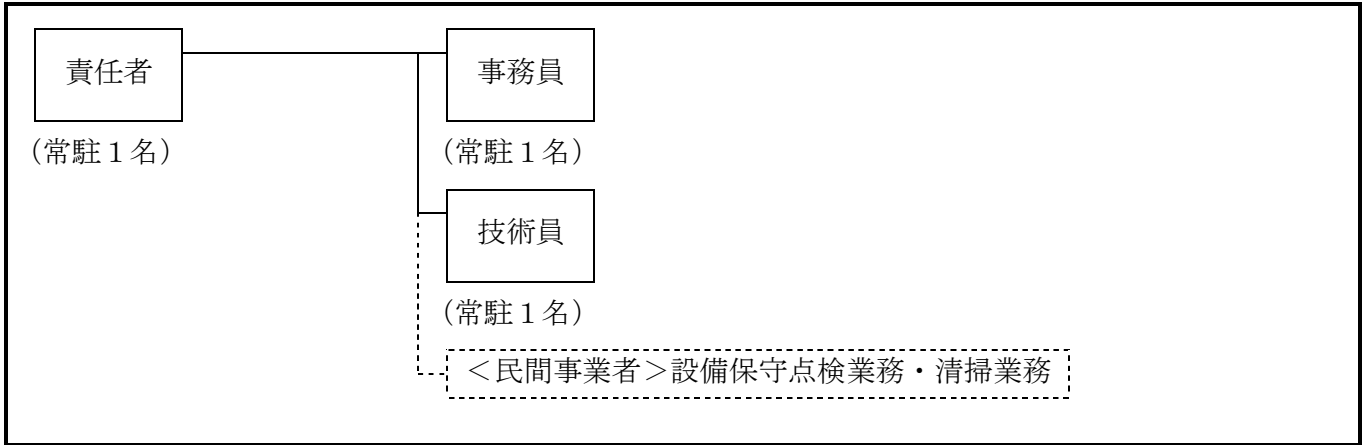 責任者
事務員
（常駐１名）
（常駐１名）
技術員
（常駐１名）
＜民間事業者＞設備保守点検業務・清掃業務